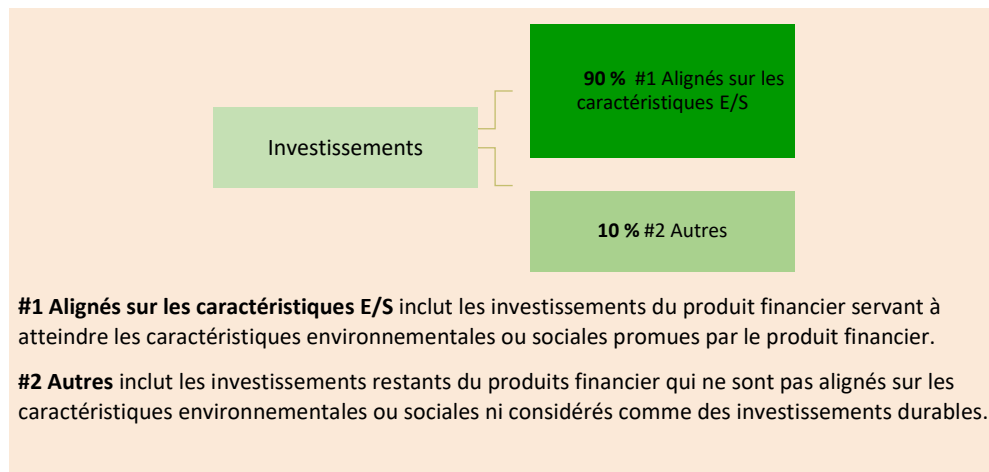 90 % #1 Alignés sur les
caractéristiques E/S
Investissements
10 % #2 Autres
#1 Alignés sur les caractéristiques E/S inclut les investissements du produit financier servant à
atteindre les caractéristiques environnementales ou sociales promues par le produit financier.
#2 Autres inclut les investissements restants du produits financier qui ne sont pas alignés sur les
caractéristiques environnementales ou sociales ni considérés comme des investissements durables.